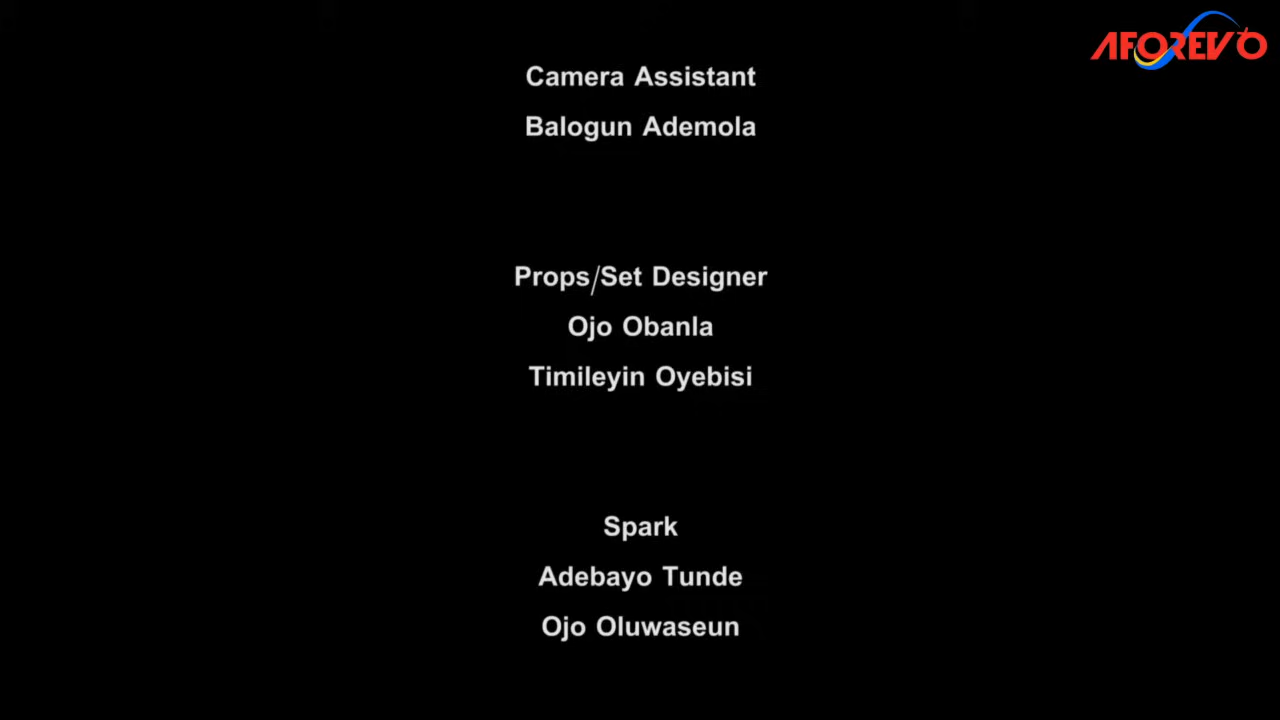 AFOREVO
Camera Assistant
Balogun Ademola
Props/Set Designer
Ojo Obanla
Timileyin Oyebisi
Spark
Adebayo Tunde
Ojo Oluwaseun